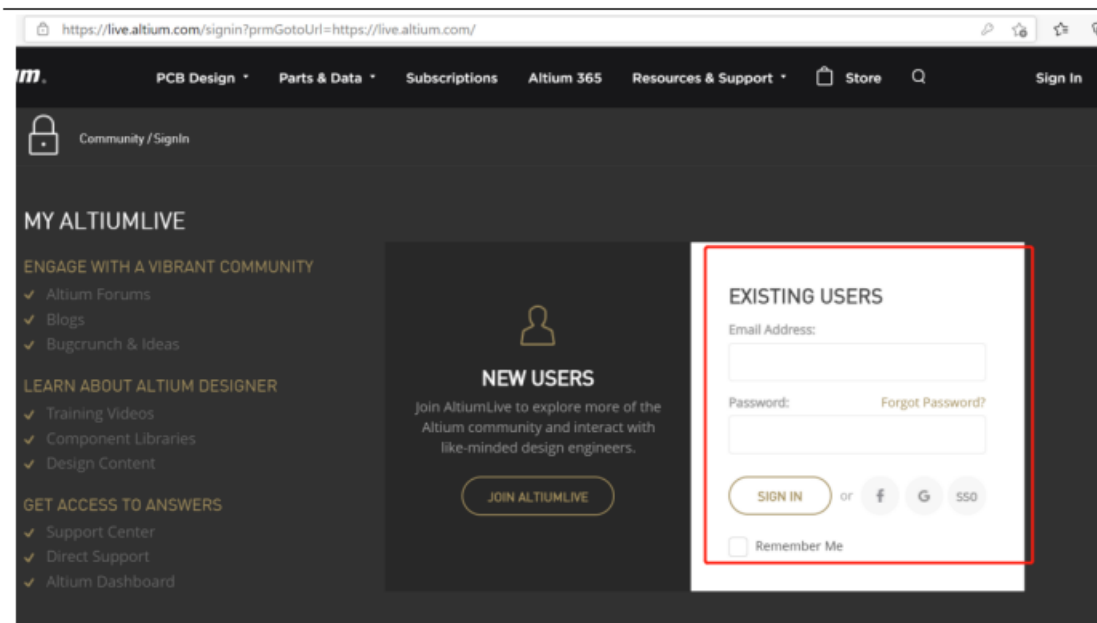 https://live.altium.com/signin?prmGotoUrl=https://live.altium.com/
PCB Design
Parts & Data
Subscriptions
Altium 365
Resources & Support
Store
Sign In
Community / SignIn
MY ALTIUMLIVE
ENGAGE WITH A VIBRANT COMMUNITY
Altium Forums
Blogs
Bugcrunch & Ideas
LEARN ABOUT ALTIUM DESIGNER
Training Videos
Component Libraries
Design Content
GET ACCESS TO ANSWERS
Support Center
Direct Support
Altium Dashboard
NEW USERS
Join AltiumLive to explore more of the
Altium community and interact with
like-minded design engineers.
JOIN ALTIUMLIVE
EXISTING USERS
Email Address:
Password:
Forgot Password?
SIGN IN
or
f
G
SSO
Remember Me